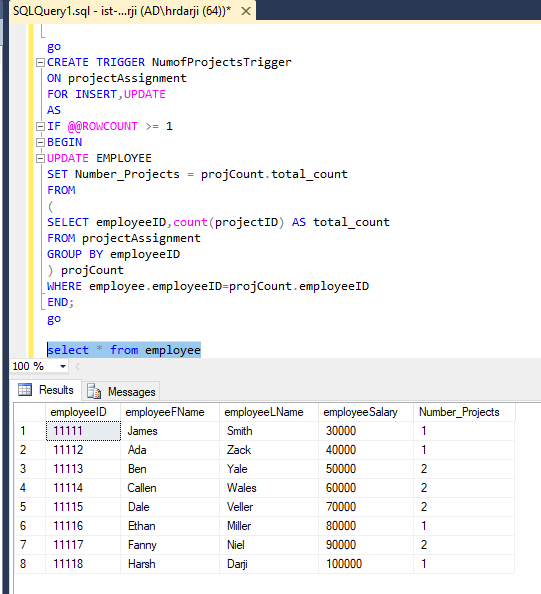 SQLQuery1.sql - ist-...rji (AD\hrdarji (64))*
go
CREATE TRIGGER NumofProjectsTrigger
ON projectAssignment
FOR INSERT,UPDATE
AS
IF @@ROWCOUNT >= 1
BEGIN
UPDATE EMPLOYEE
SET Number_Projects = projCount.total_count
FROM
(
SELECT employeeID,count(projectID) AS total_count
FROM projectAssignment
GROUP BY employeeID
) projCount
WHERE employee.employeeID=projCount.employeeID
END;
go
select * from employee
100 %
Results Messages
employeeID employeeFName employeeLName employeeSalary Number_Projects
1 11111 James Smith 30000 1
2 11112 Ada Zack 40000 1
3 11113 Ben Yale 50000 2
4 11114 Callen Wales 60000 2
5 11115 Dale Veller 70000 2
6 11116 Ethan Miller 80000 1
7 11117 Fanny Niel 90000 2
8 11118 Harsh Darji 100000 1